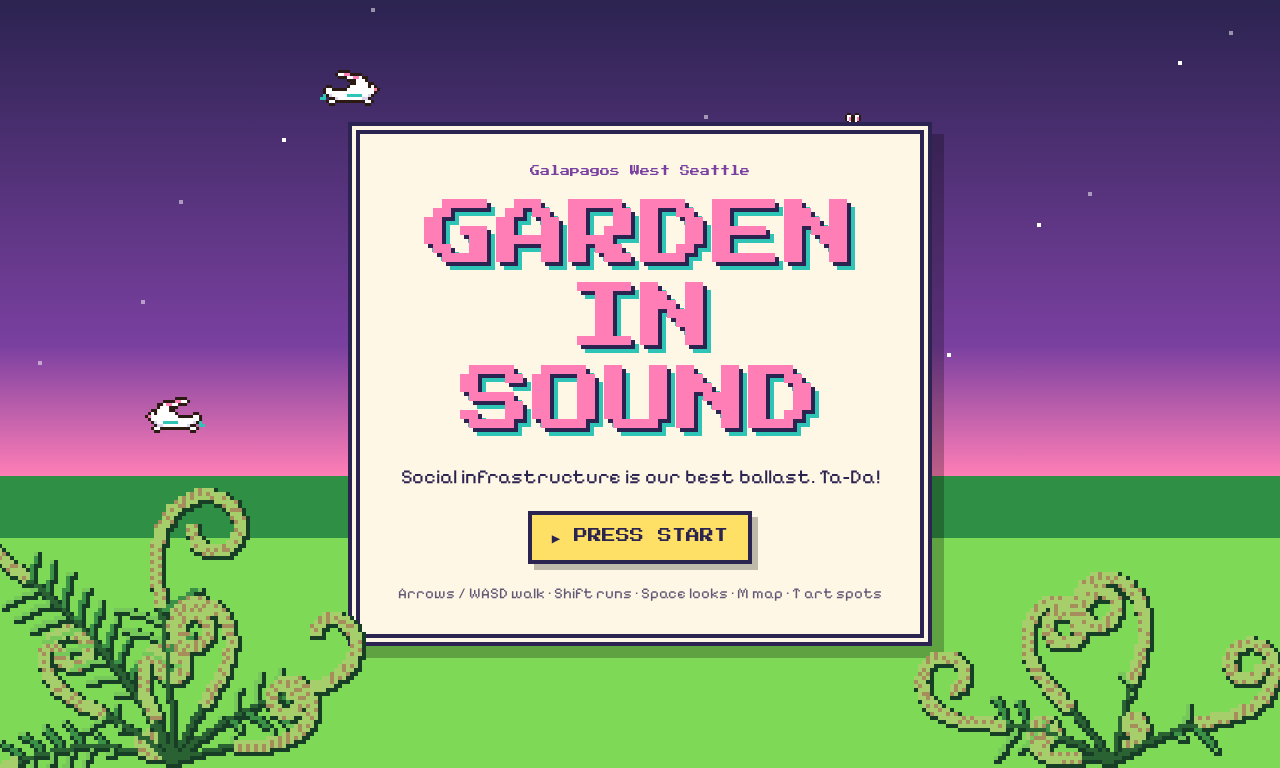 Galapagos West Seattle
GARDEN
IN
SOUND
Social infrastructure is our best ballast. Ta-Da!
▶ PRESS START
Arrows / WASD walk · Shift runs · Space looks · M map · T art spots